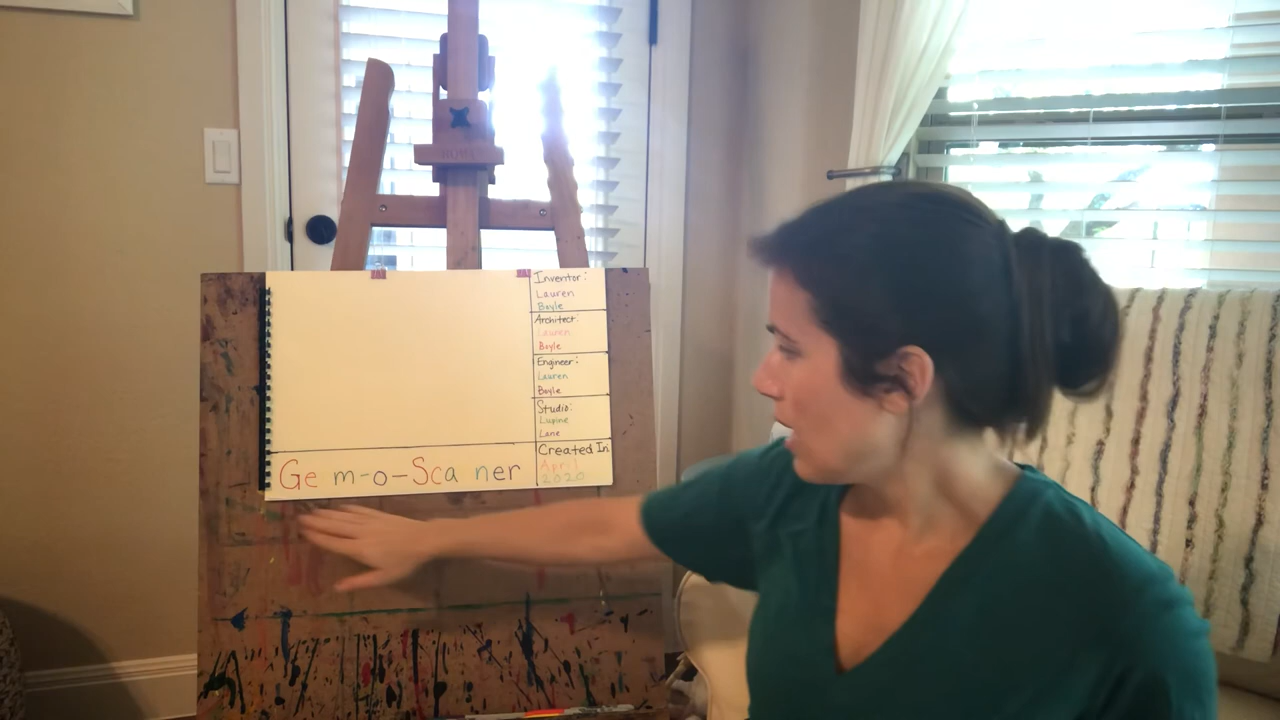 Inventor:
Lauren
Boyle
Architect:
Lauren
Boyle
Engineer:
Lauren
Boyle
Studio:
Lupine
Lane
Created In
April
2020
Ge m-o-Sca ner